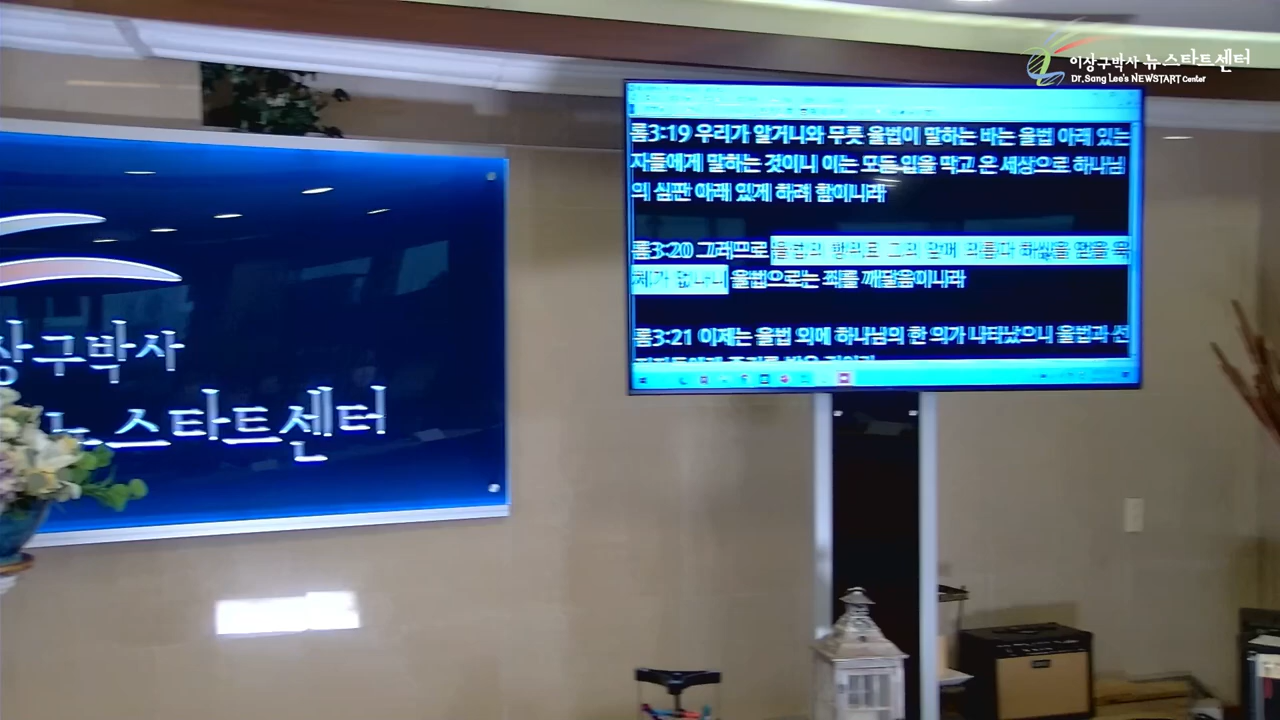 이상구박사 뉴스타트센터
Dr.Sang Lee's NEWSTART Center
롬3:19 우리가 알거니와 무릇 율법이 말하는 바는 율법 아래 있는
자들에게 말하는 것이니 이는 모든 입을 막고 온 세상으로 하나님
의 심판 아래 있게 하려 함이니라
롬3:20 그러므로 율법의 행위로 그의 앞에 의롭다 하심을 얻을 육
체가 없나니 율법으로는 죄를 깨달음이니라
롬3:21 이제는 율법 외에 하나님의 한 의가 나타났으니 율법과 선
상구박사
뉴스타트센터